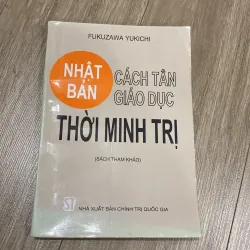 FUKUZAWA YUKICHI
NHẬT
BẢN
CÁCH TÂN
GIÁO DỤC
THỜI MINH TRỊ
(SÁCH THAM KHẢO)
ST
NHÀ XUẤT BẢN CHÍNH TRỊ QUỐC GIA